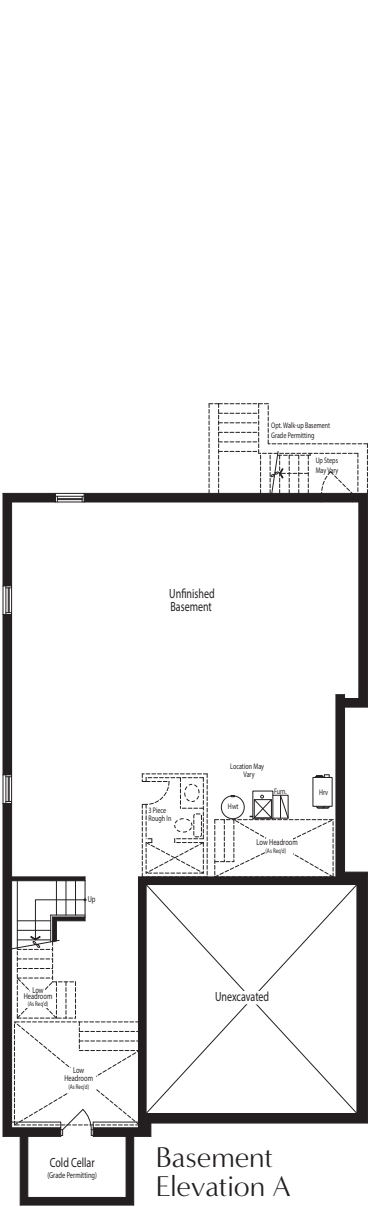 Opt. Walk-up Basement
Grade Permitting
Up Steps
May Vary
Unfinished
Basement
Location May
Vary
3 Piece
Rough In
Hwt
Furn.
Hrv
Low Headroom
(As Req'd)
Up
Low
Headroom
(As Req'd)
Unexcavated
Low
Headroom
(As Req'd)
Cold Cellar
(Grade Permitting)
Basement
Elevation A